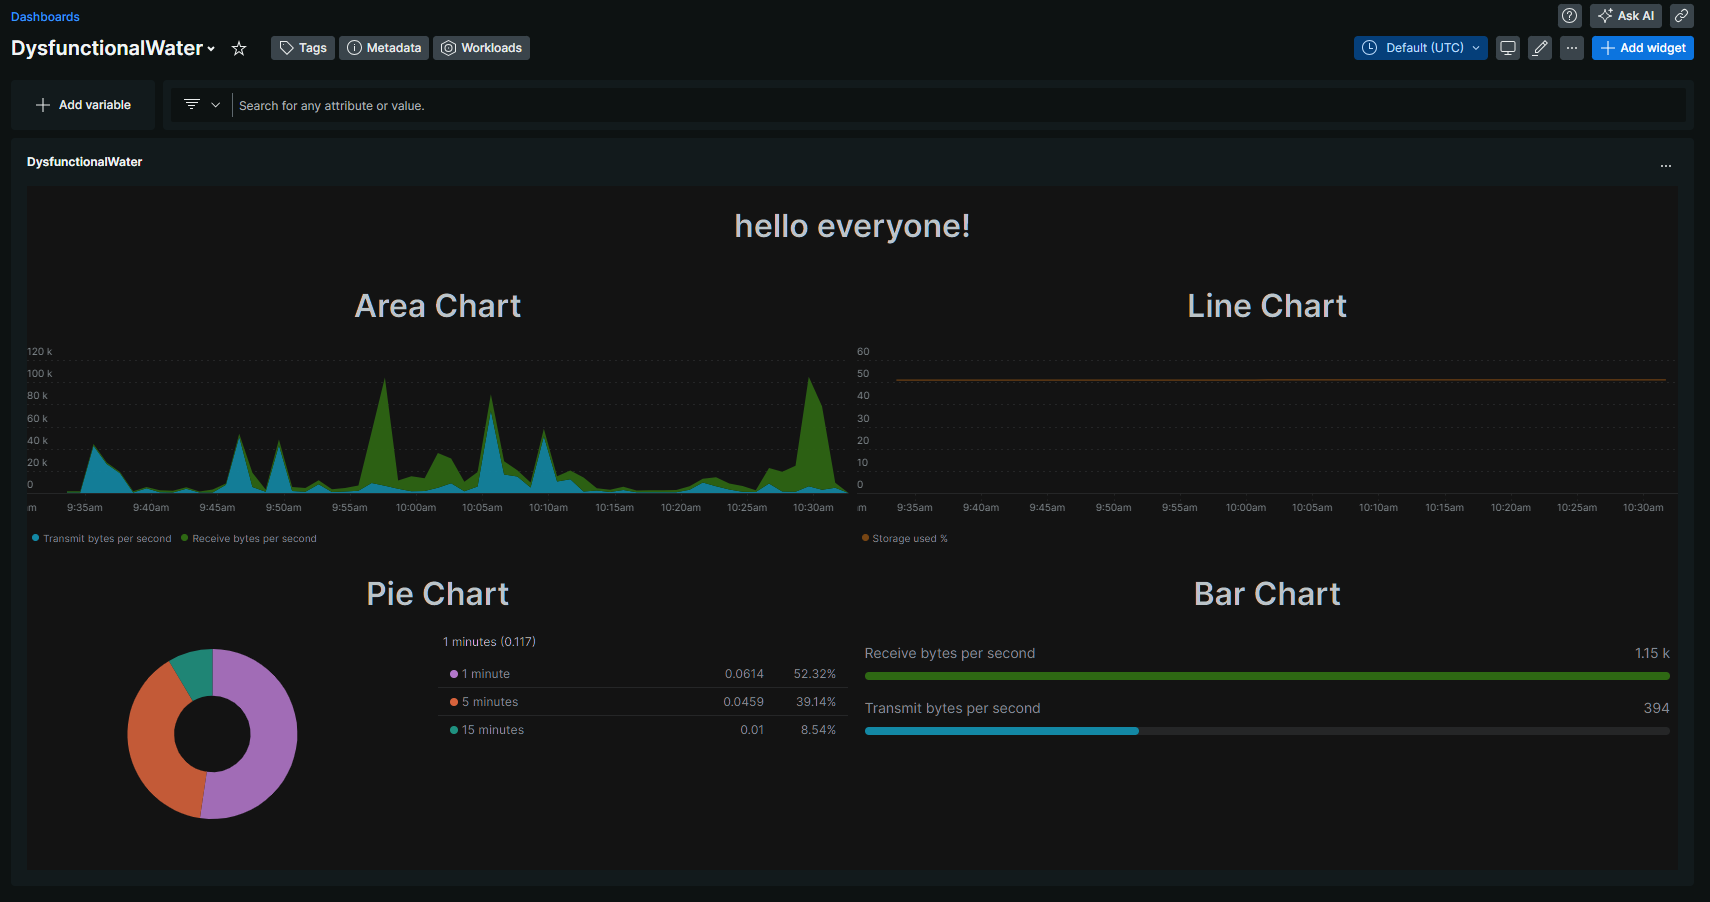 Dashboards
Ask AI
DysfunctionalWater
Tags
Metadata
Workloads
Default (UTC)
Add widget
Add variable
Search for any attribute or value.
DysfunctionalWater
hello everyone!
Area Chart
120 k
100 k
80 k
60 k
40 k
20 k
0
m 9:35am 9:40am 9:45am 9:50am 9:55am 10:00am 10:05am 10:10am 10:15am 10:20am 10:25am 10:30am
Transmit bytes per second Receive bytes per second
Line Chart
60
50
40
30
20
10
0
m 9:35am 9:40am 9:45am 9:50am 9:55am 10:00am 10:05am 10:10am 10:15am 10:20am 10:25am 10:30am
Storage used %
Pie Chart
1 minutes (0.117)
1 minute 0.0614 52.32%
5 minutes 0.0459 39.14%
15 minutes 0.01 8.54%
Bar Chart
Receive bytes per second 1.15 k
Transmit bytes per second 394